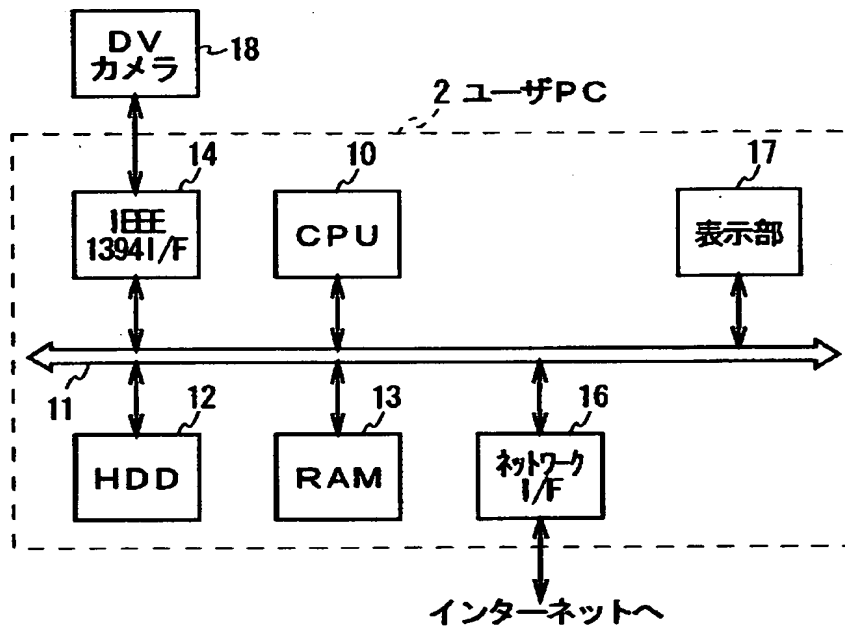 DV
カメラ
18
2 ユーザPC
14
IEEE
1394I/F
10
CPU
17
表示部
11
12
HDD
13
RAM
16
ネットワーク
I/F
インターネットへ